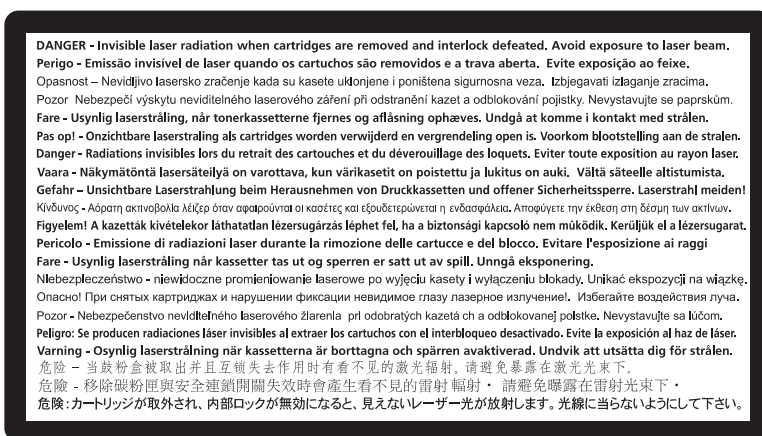 DANGER - Invisible laser radiation when cartridges are removed and interlock defeated. Avoid exposure to laser beam.
Perigo - Emissão invisível de laser quando os cartuchos são removidos e a trava aberta. Evite exposição ao feixe.
Opasnost – Nevidljivo lasersko zračenje kada su kasete uklonjene i poništena sigurnosna veza. Izbjegavati izlaganje zracima.
Pozor Nebezpečí výskytu neviditelného laserového záření při odstranění kazet a odblokování pojistky. Nevystavujte se paprskům.
Fare - Usynlig laserstråling, når tonerkassetterne fjernes og aflåsning ophæves. Undgå at komme i kontakt med strålen.
Pas op! - Onzichtbare laserstraling als cartridges worden verwijderd en vergrendeling open is. Voorkom blootstelling aan de stralen.
Danger - Radiations invisibles lors du retrait des cartouches et du déverouillage des loquets. Eviter toute exposition au rayon laser.
Vaara - Näkymätöntä lasersäteilyä on varottava, kun värikasetit on poistettu ja lukitus on auki. Vältä säteelle altistumista.
Gefahr – Unsichtbare Laserstrahlung beim Herausnehmen von Druckkassetten und offener Sicherheitssperre. Laserstrahl meiden!
Κίνδυνος - Αόρατη ακτινοβολία λέιζερ όταν αφαιρούνται οι κασέτες και εξουδετερώνεται η ενδασφάλεια. Αποφύγετε την έκθεση στη δέσμη των ακτίνων.
Figyelem! A kazetták kivételekor láthatatlan lézersugárzás léphet fel, ha a biztonsági kapcsoló nem mûködik. Kerüljük el a lézersugarat.
Pericolo - Emissione di radiazioni laser durante la rimozione delle cartucce e del blocco. Evitare l'esposizione ai raggi
Fare - Usynlig laserstråling når kassetter tas ut og sperren er satt ut av spill. Unngå eksponering.
NIebezpIeczeństwo - niewidoczne promieniowanie laserowe po wyjęciu kasety i wyłączeniu blokady. Unikać ekspozycji na wiązkę.
Опасно! При снятых картриджах и нарушении фиксации невидимое глазу лазерное излучение!. Избегайте воздействия луча.
Pozor - Nebezpečenstvo nevIdIteľného laserového žIarenIa prI odobratých kazetá ch a odblokovanej poIstke. Nevystavujte sa lúčom.
Peligro: Se producen radiaciones láser invisibles al extraer los cartuchos con el interbloqueo desactivado. Evite la exposición al haz de láser.
Varning - Osynlig laserstrålning när kassetterna är borttagna och spärren avaktiverad. Undvik att utsätta dig för strålen.
危险 – 当鼓粉盒被取出并且互锁失去作用时有看不见的激光辐射. 请避免暴露在激光光束下。
危險 - 移除碳粉匣與安全連鎖開關失效時會產生看不見的雷射 輻射・ 請避免曝露在雷射光束下・
危険:カートリッジが取外され、内部ロックが無効になると、見えないレーザー光が放射します。光線に当らないようにして下さい。